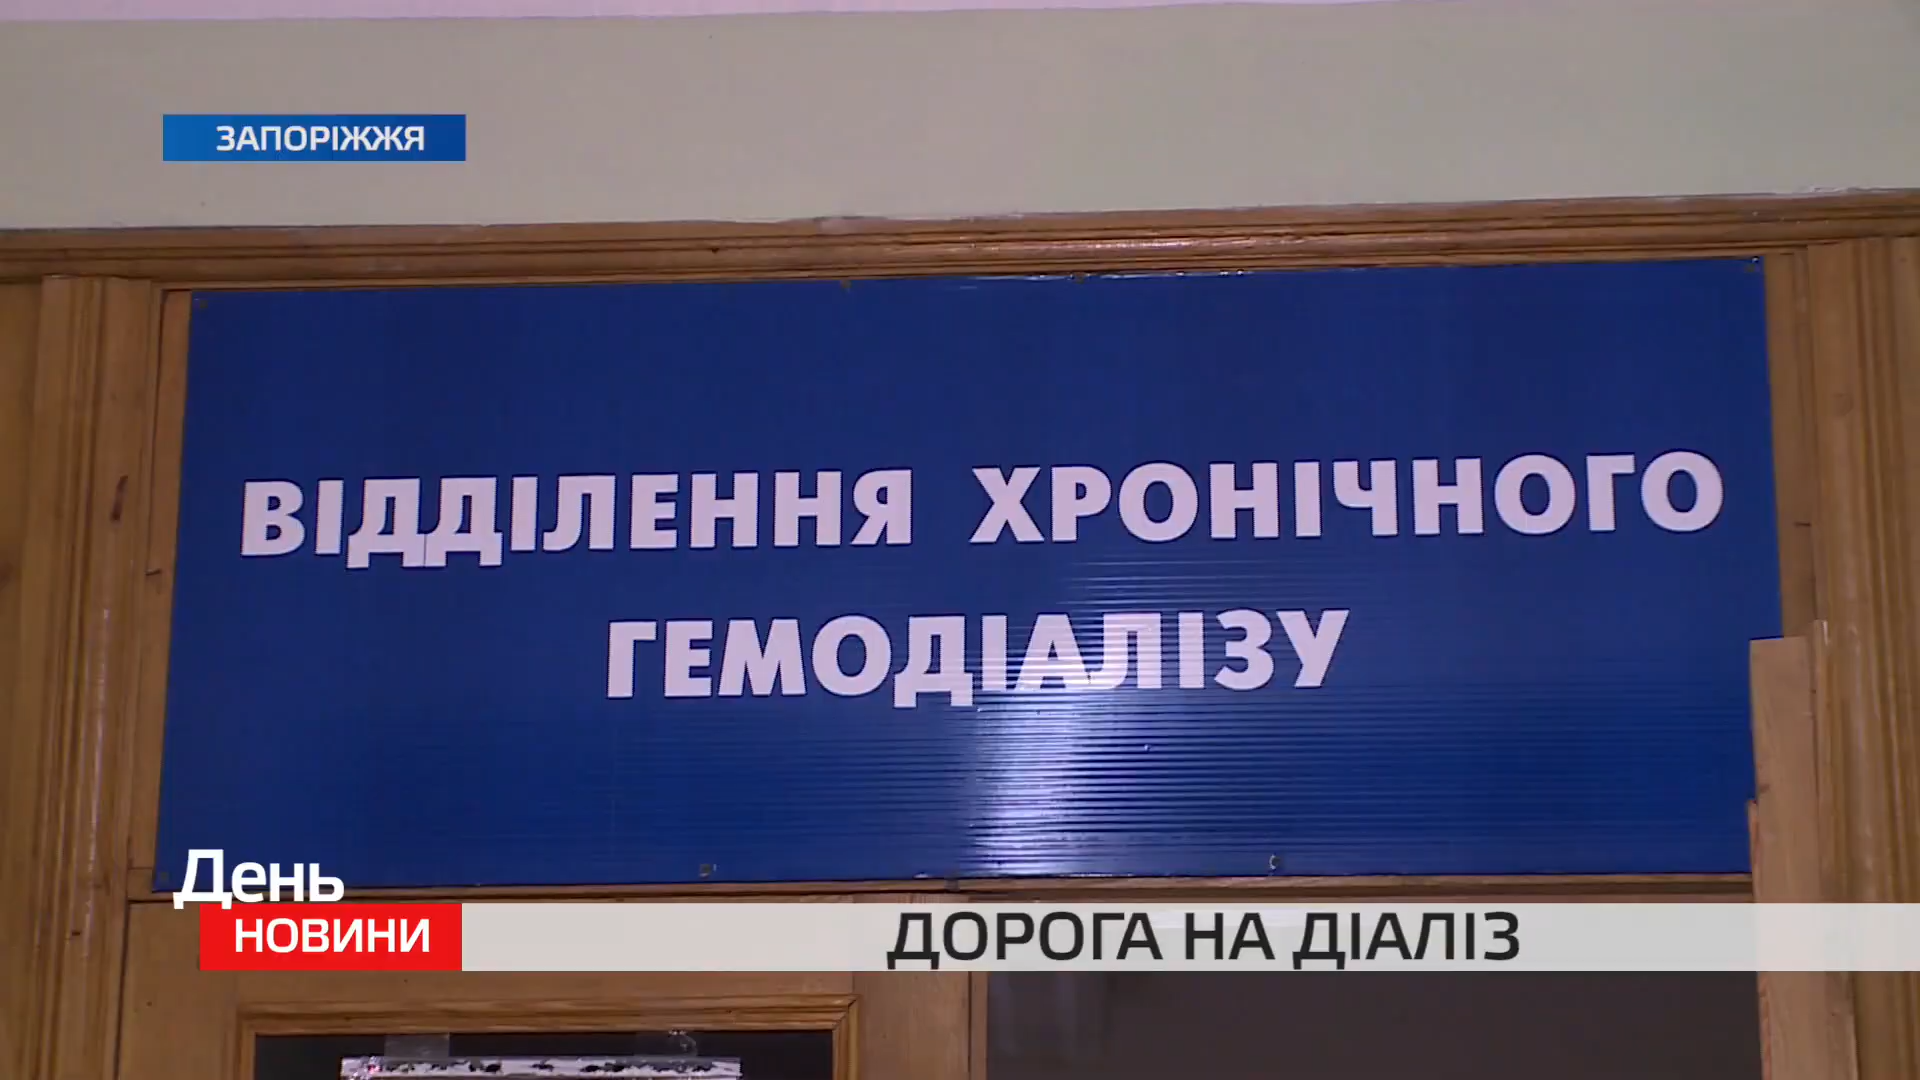 ЗАПОРІЖЖЯ
ВІДДІЛЕННЯ ХРОНІЧНОГО
ГЕМОДІАЛІЗУ
День
НОВИНИ
ДОРОГА НА ДІАЛІЗ